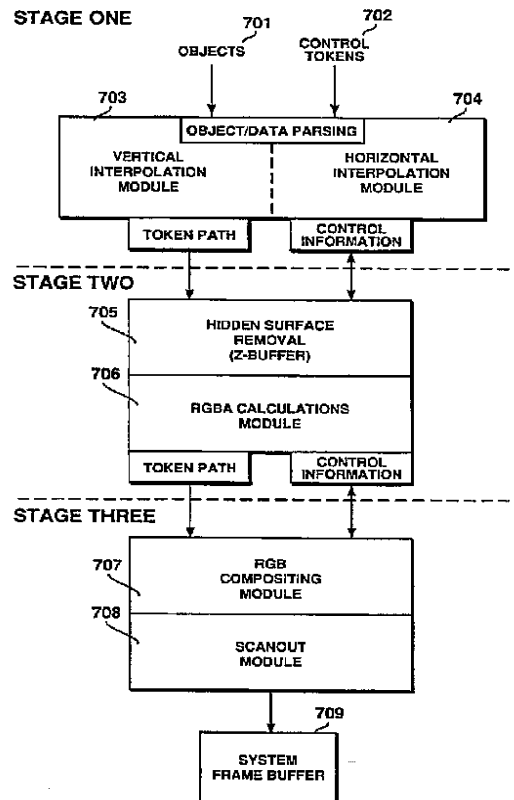 STAGE ONE
701
702
OBJECTS
CONTROL
TOKENS
703
704
OBJECT/DATA PARSING
VERTICAL
INTERPOLATION
MODULE
HORIZONTAL
INTERPOLATION
MODULE
TOKEN PATH
CONTROL
INFORMATION
STAGE TWO
705
HIDDEN SURFACE
REMOVAL
(Z-BUFFER)
706
RGBA CALCULATIONS
MODULE
TOKEN PATH
CONTROL
INFORMATION
STAGE THREE
707
RGB
COMPOSITING
MODULE
708
SCANOUT
MODULE
709
SYSTEM
FRAME BUFFER